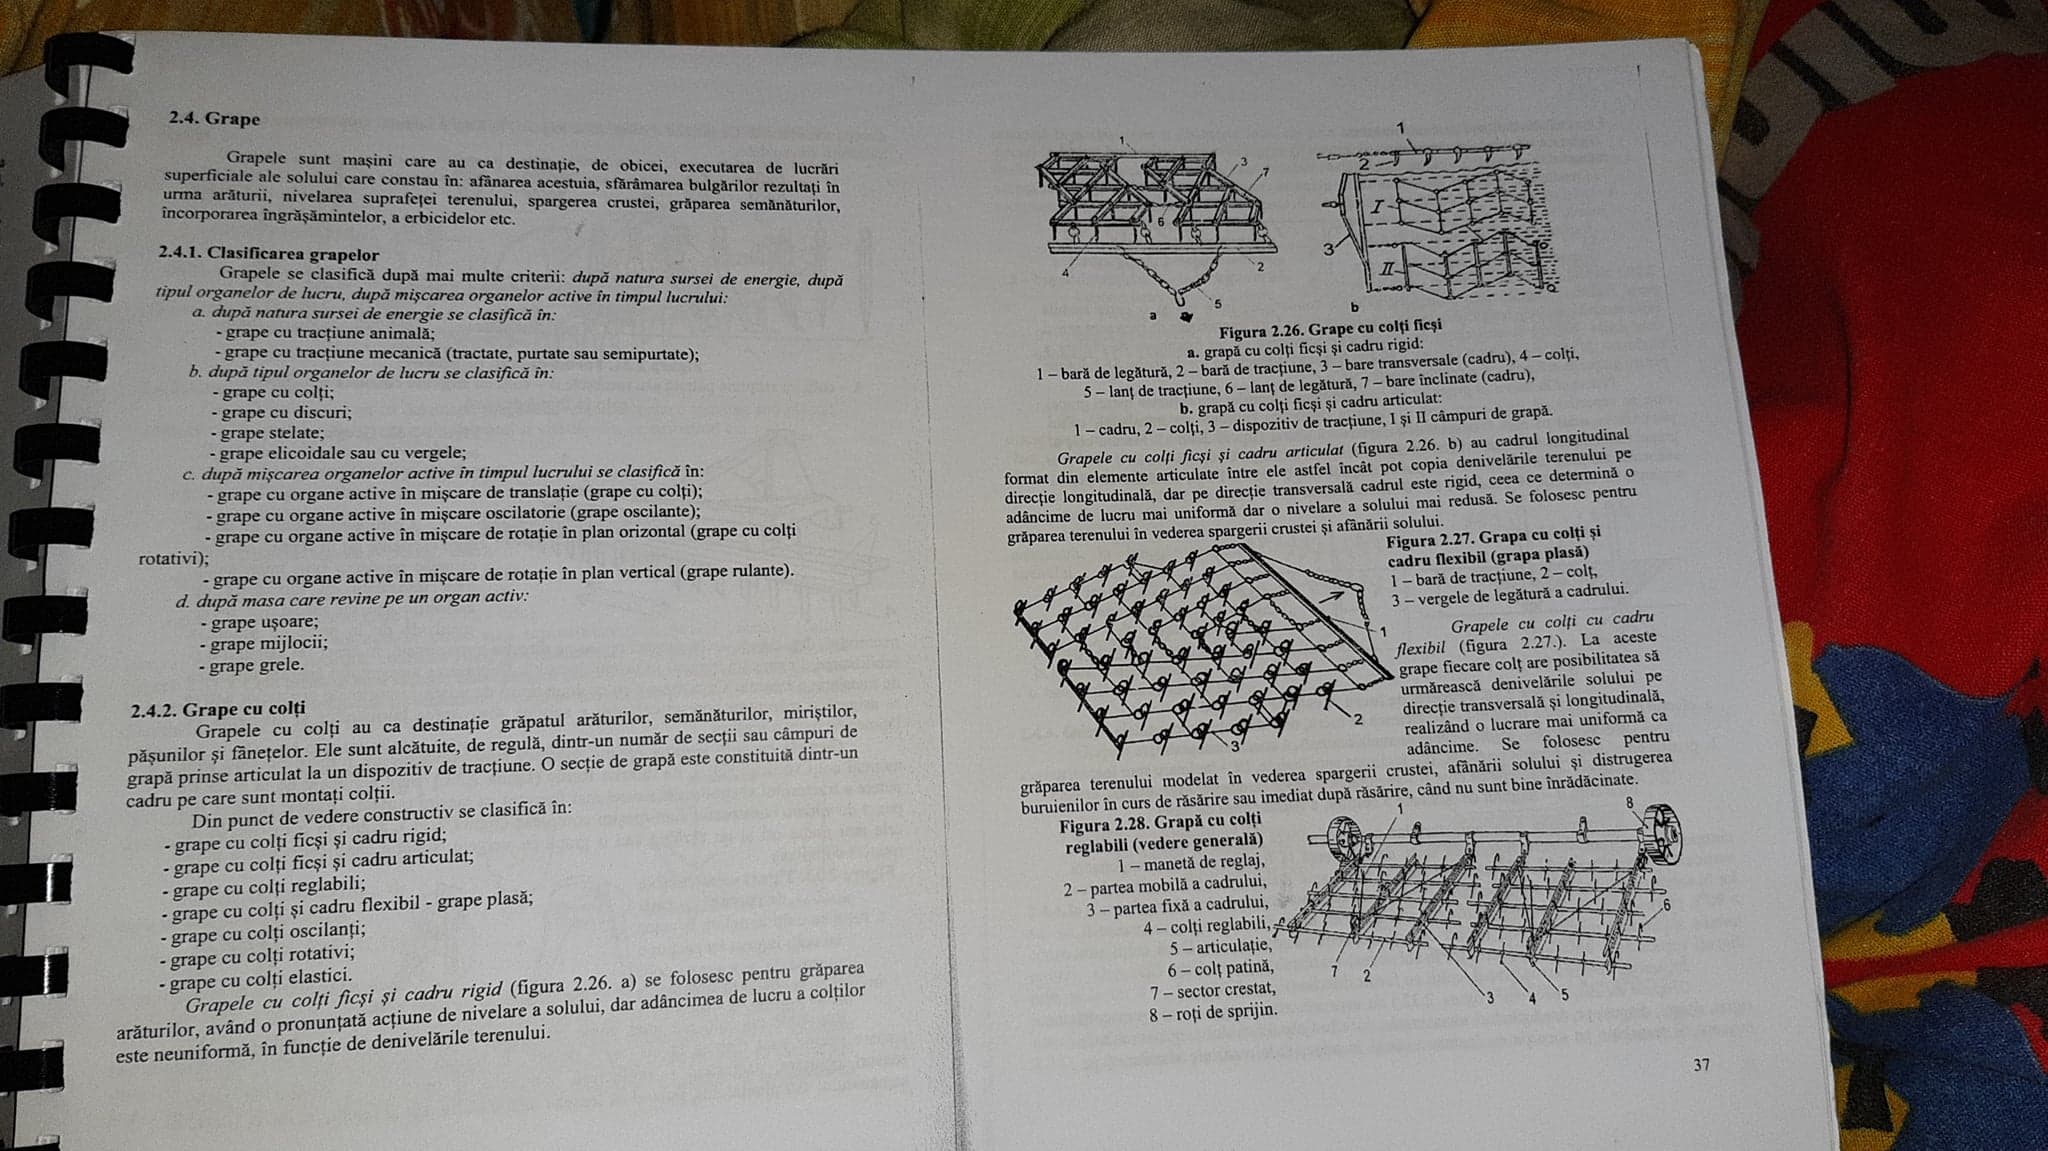 2.4. Grape
Grapele sunt mașini care au ca destinație, de obicei, executarea de lucrări
superficiale ale solului care constau în: afânarea acestuia, sfărâmarea bulgărilor rezultați în
urma arăturii, nivelarea suprafeței terenului, spargerea crustei, grăparea semănăturilor,
încorporarea îngrășămintelor, a erbicidelor etc.
2.4.1. Clasificarea grapelor
Grapele se clasifică după mai multe criterii: după natura sursei de energie, după
tipul organelor de lucru, după mișcarea organelor active în timpul lucrului:
a. după natura sursei de energie se clasifică în:
- grape cu tracțiune animală;
- grape cu tracțiune mecanică (tractate, purtate sau semipurtate);
b. după tipul organelor de lucru se clasifică în:
- grape cu colți;
- grape cu discuri;
- grape stelate;
- grape elicoidale sau cu vergele;
c. după mișcarea organelor active în timpul lucrului se clasifică în:
- grape cu organe active în mișcare de translație (grape cu colți);
- grape cu organe active în mișcare oscilatorie (grape oscilante);
- grape cu organe active în mișcare de rotație în plan orizontal (grape cu colți
rotativi);
- grape cu organe active în mișcare de rotație în plan vertical (grape rulante).
d. după masa care revine pe un organ activ:
- grape ușoare;
- grape mijlocii;
- grape grele.
2.4.2. Grape cu colți
Grapele cu colți au ca destinație grăpatul arăturilor, semănăturilor, miriștilor,
pășunilor și fânețelor. Ele sunt alcătuite, de regulă, dintr-un număr de secții sau câmpuri de
grapă prinse articulat la un dispozitiv de tracțiune. O secție de grapă este constituită dintr-un
cadru pe care sunt montați colții.
Din punct de vedere constructiv se clasifică în:
- grape cu colți ficși și cadru rigid;
- grape cu colți ficși și cadru articulat;
- grape cu colți reglabili;
- grape cu colți și cadru flexibil - grape plasă;
- grape cu colți oscilanți;
- grape cu colți rotativi;
- grape cu colți elastici.
Grapele cu colți ficși și cadru rigid (figura 2.26. a) se folosesc pentru grăparea
arăturilor, având o pronunțată acțiune de nivelare a solului, dar adâncimea de lucru a colților
este neuniformă, în funcție de denivelările terenului.
1
3
7
6
4
2
5
a
1
2
I
3
II
b
Figura 2.26. Grape cu colți ficși
a. grapă cu colți ficși și cadru rigid:
1 – bară de legătură, 2 – bară de tracțiune, 3 – bare transversale (cadru), 4 – colți,
5 – lanț de tracțiune, 6 – lanț de legătură, 7 – bare înclinate (cadru),
b. grapă cu colți ficși și cadru articulat:
1 – cadru, 2 – colți, 3 – dispozitiv de tracțiune, I și II câmpuri de grapă.
Grapele cu colți ficși și cadru articulat (figura 2.26. b) au cadrul longitudinal
format din elemente articulate între ele astfel încât pot copia denivelările terenului pe
direcție longitudinală, dar pe direcție transversală cadrul este rigid, ceea ce determină o
adâncime de lucru mai uniformă dar o nivelare a solului mai redusă. Se folosesc pentru
grăparea terenului în vederea spargerii crustei și afânării solului.
Figura 2.27. Grapa cu colți și
cadru flexibil (grapa plasă)
1 – bară de tracțiune, 2 – colț,
3 – vergele de legătură a cadrului.
1
2
3
Grapele cu colți cu cadru
flexibil (figura 2.27.). La aceste
grape fiecare colț are posibilitatea să
urmărească denivelările solului pe
direcție transversală și longitudinală,
realizând o lucrare mai uniformă ca
adâncime. Se folosesc pentru
grăparea terenului modelat în vederea spargerii crustei, afânării solului și distrugerea
buruienilor în curs de răsărire sau imediat după răsărire, când nu sunt bine înrădăcinate.
Figura 2.28. Grapă cu colți
reglabili (vedere generală)
1 – manetă de reglaj,
2 – partea mobilă a cadrului,
3 – partea fixă a cadrului,
4 – colți reglabili,
5 – articulație,
6 – colț patină,
7 – sector crestat,
8 – roți de sprijin.
1
8
6
7
2
3
4
5
37